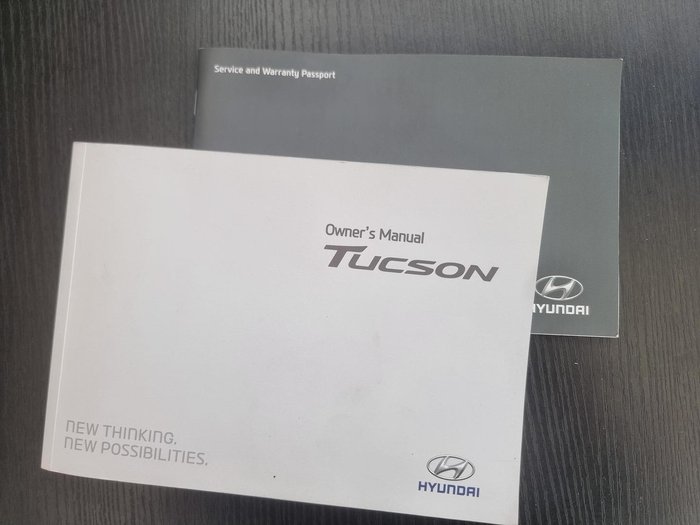 Service and Warranty Passport
HYUNDAI
Owner's Manual
TUCSON
NEW THINKING.
NEW POSSIBILITIES.
HYUNDAI